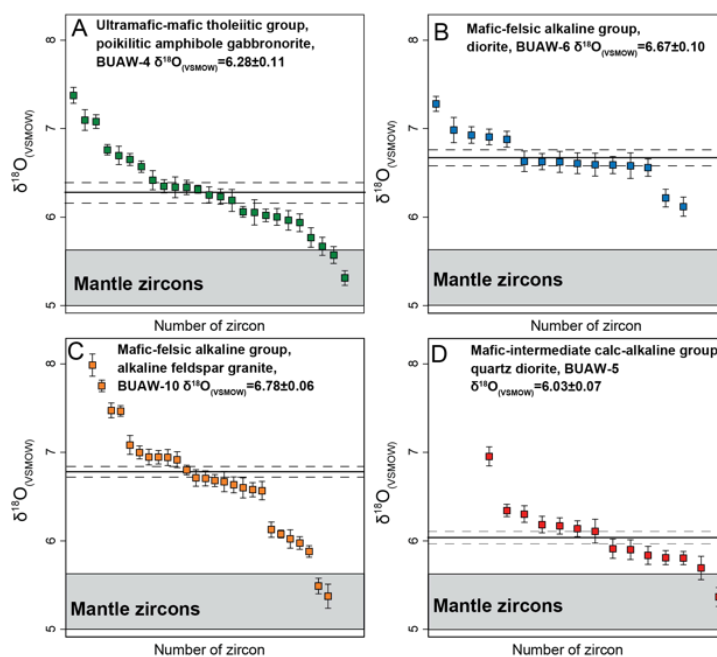 A
Ultramafic-mafic tholeiitic group,
poikilitic amphibole gabbronorite,
BUAW-4 δ18O(VSMOW)=6.28±0.11
8
7
6
5
δ18O(VSMOW)
Mantle zircons
Number of zircon
B
Mafic-felsic alkaline group,
diorite, BUAW-6 δ18O(VSMOW)=6.67±0.10
8
7
6
5
δ18O(VSMOW)
Mantle zircons
Number of zircon
C
Mafic-felsic alkaline group,
alkaline feldspar granite,
BUAW-10 δ18O(VSMOW)=6.78±0.06
8
7
6
5
δ18O(VSMOW)
Mantle zircons
Number of zircon
D
Mafic-intermediate calc-alkaline group
quartz diorite, BUAW-5
δ18O(VSMOW)=6.03±0.07
8
7
6
5
δ18O(VSMOW)
Mantle zircons
Number of zircon